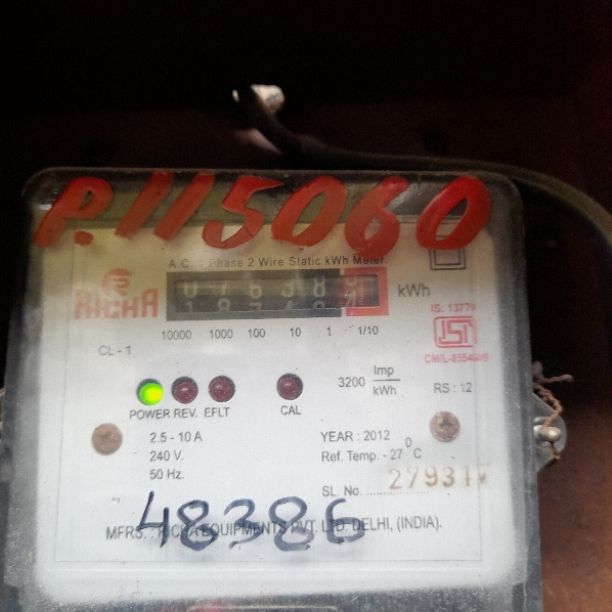 P.115060
A.C. 1 Phase 2 Wire Static kWh Meter.
RICHA
kWh
10000 1000 100 10 1 1/10
IS: 13779
ISI
CL - 1
3200 Imp/kWh
RS : 12
POWER REV. EFLT CAL
2.5 - 10 A
240 V.
50 Hz.
YEAR : 2012
Ref. Temp. - 27 °C
SL. No.
48386
MFRS. : RICHA EQUIPMENTS PVT. LTD. DELHI, (INDIA).